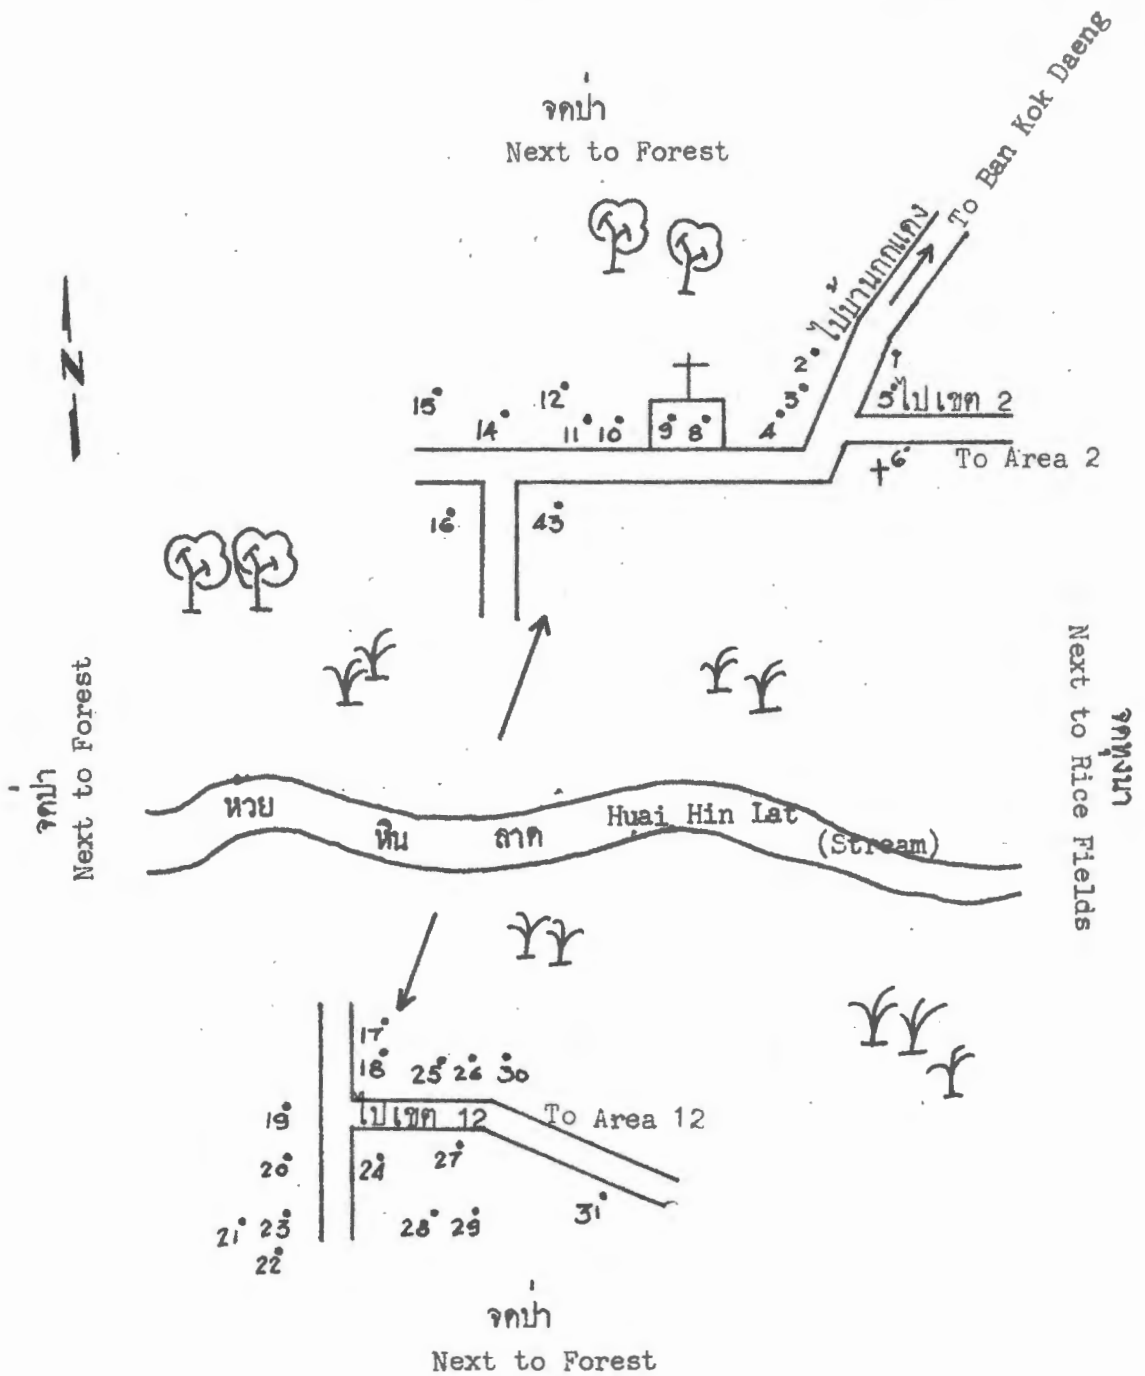 จดป่า
Next to Forest
To Ban Kok Daeng
ไปบ้านกกแดง
N
2
3
4
1
5
ไปเขต 2
6
To Area 2
15
14
12
11
10
9
8
16
43
จดป่า
Next to Forest
จดทุ่งนา
Next to Rice Fields
หวย
หิน
ลาด
Huai Hin Lat
(Stream)
17
18
25
26
30
19
ไปเขต 12
To Area 12
20
24
27
21
23
22
28
29
31
จดป่า
Next to Forest